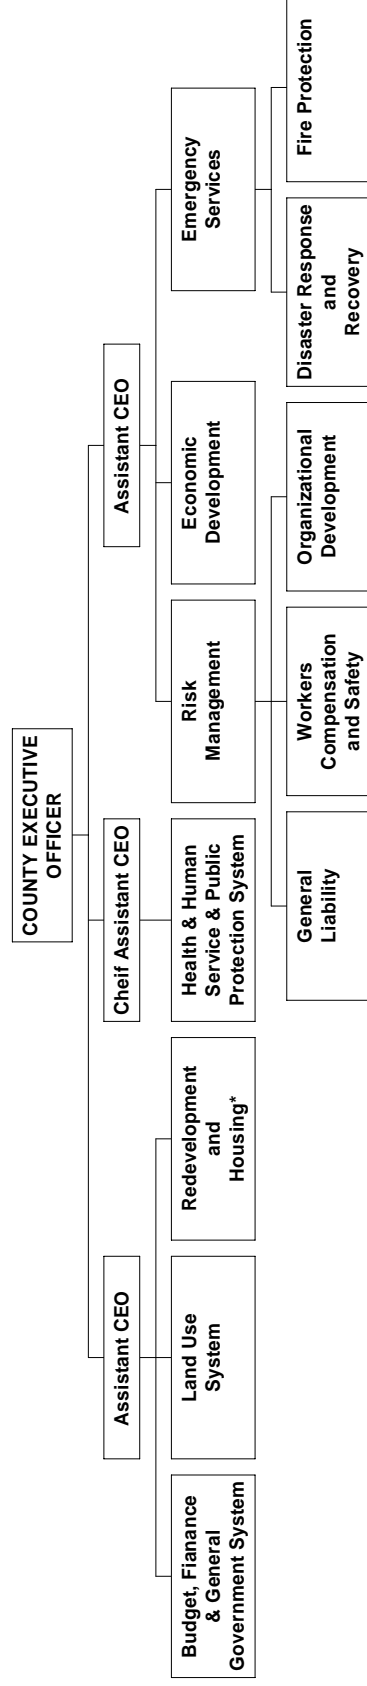 COUNTY EXECUTIVE
OFFICER
Assistant CEO
Cheif Assistant CEO
Assistant CEO
Budget, Fianance
& General
Government System
Land Use
System
Redevelopment
and
Housing*
Health & Human
Service & Public
Protection System
Risk
Management
Economic
Development
Emergency
Services
General
Liability
Workers
Compensation
and Safety
Organizational
Development
Disaster Response
and
Recovery
Fire Protection